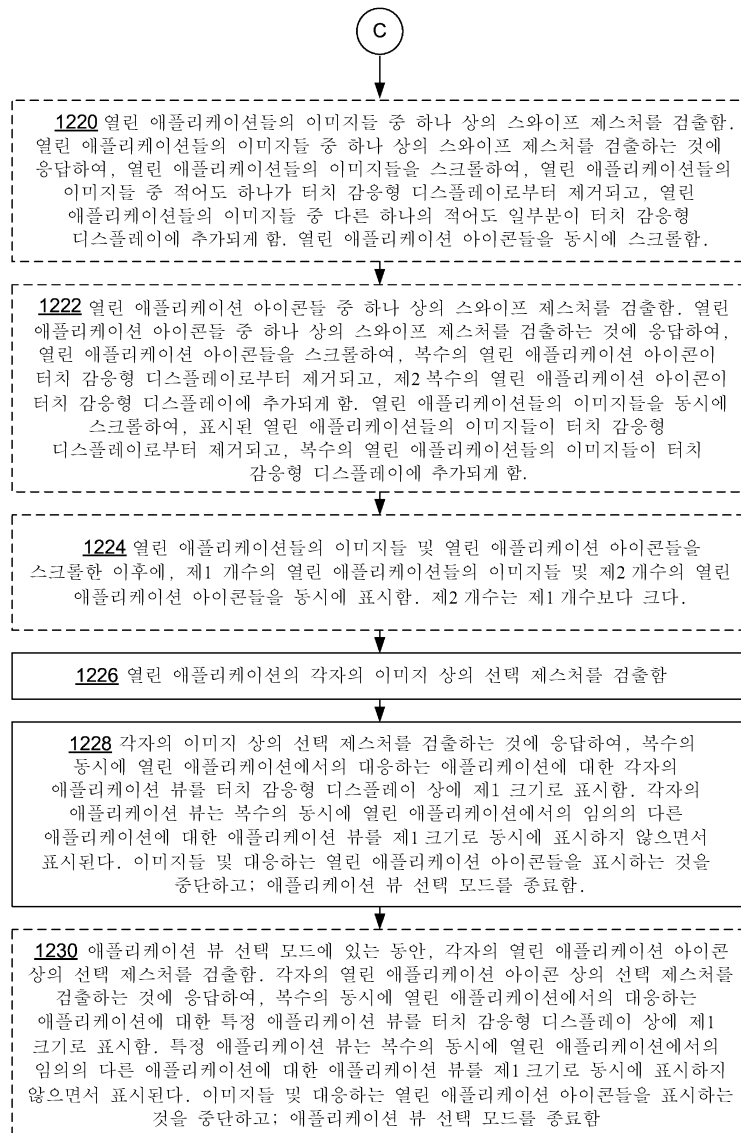 C
1220 열린 애플리케이션들의 이미지들 중 하나 상의 스와이프 제스처를 검출함.
열린 애플리케이션들의 이미지들 중 하나 상의 스와이프 제스처를 검출하는 것에
응답하여, 열린 애플리케이션들의 이미지들을 스크롤하여, 열린 애플리케이션들의
이미지들 중 적어도 하나가 터치 감응형 디스플레이로부터 제거되고, 열린
애플리케이션들의 이미지들 중 다른 하나의 적어도 일부분이 터치 감응형
디스플레이에 추가되게 함. 열린 애플리케이션 아이콘들을 동시에 스크롤함.
1222 열린 애플리케이션 아이콘들 중 하나 상의 스와이프 제스처를 검출함. 열린
애플리케이션 아이콘들 중 하나 상의 스와이프 제스처를 검출하는 것에 응답하여,
열린 애플리케이션 아이콘들을 스크롤하여, 복수의 열린 애플리케이션 아이콘이
터치 감응형 디스플레이로부터 제거되고, 제2 복수의 열린 애플리케이션 아이콘이
터치 감응형 디스플레이에 추가되게 함. 열린 애플리케이션들의 이미지들을 동시에
스크롤하여, 표시된 열린 애플리케이션들의 이미지들이 터치 감응형
디스플레이로부터 제거되고, 복수의 열린 애플리케이션들의 이미지들이 터치
감응형 디스플레이에 추가되게 함.
1224 열린 애플리케이션들의 이미지들 및 열린 애플리케이션 아이콘들을
스크롤한 이후에, 제1 개수의 열린 애플리케이션들의 이미지들 및 제2 개수의 열린
애플리케이션 아이콘들을 동시에 표시함. 제2 개수는 제1 개수보다 크다.
1226 열린 애플리케이션의 각자의 이미지 상의 선택 제스처를 검출함
1228 각자의 이미지 상의 선택 제스처를 검출하는 것에 응답하여, 복수의
동시에 열린 애플리케이션에서의 대응하는 애플리케이션에 대한 각자의
애플리케이션 뷰를 터치 감응형 디스플레이 상에 제1 크기로 표시함. 각자의
애플리케이션 뷰는 복수의 동시에 열린 애플리케이션에서의 임의의 다른
애플리케이션에 대한 애플리케이션 뷰를 제1 크기로 동시에 표시하지 않으면서
표시된다. 이미지들 및 대응하는 열린 애플리케이션 아이콘들을 표시하는 것을
중단하고; 애플리케이션 뷰 선택 모드를 종료함.
1230 애플리케이션 뷰 선택 모드에 있는 동안, 각자의 열린 애플리케이션 아이콘
상의 선택 제스처를 검출함. 각자의 열린 애플리케이션 아이콘 상의 선택 제스처를
검출하는 것에 응답하여, 복수의 동시에 열린 애플리케이션에서의 대응하는
애플리케이션에 대한 특정 애플리케이션 뷰를 터치 감응형 디스플레이 상에 제1
크기로 표시함. 특정 애플리케이션 뷰는 복수의 동시에 열린 애플리케이션에서의
임의의 다른 애플리케이션에 대한 애플리케이션 뷰를 제1 크기로 동시에 표시하지
않으면서 표시된다. 이미지들 및 대응하는 열린 애플리케이션 아이콘들을 표시하는
것을 중단하고; 애플리케이션 뷰 선택 모드를 종료함